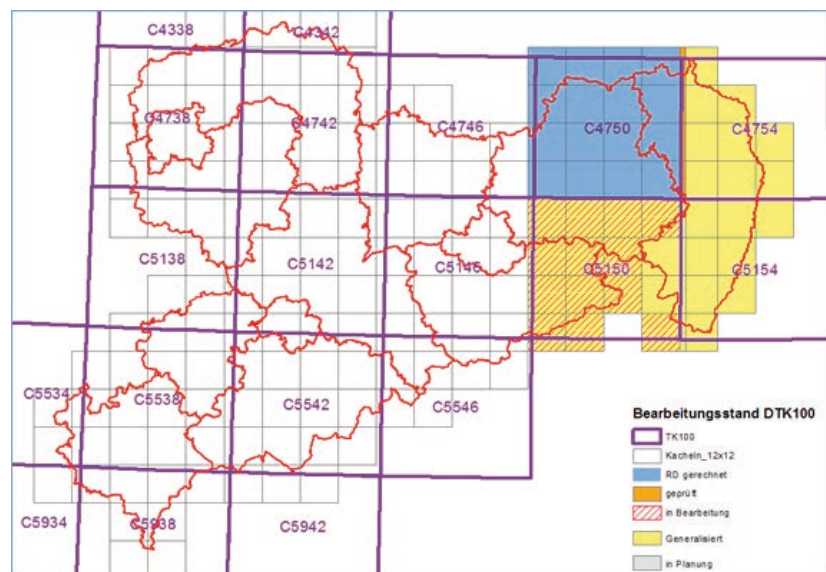 C4338
C4342
C4738
C4742
C4746
C4750
C4754
C5138
C5142
C5146
C5150
C5154
C5534
C5538
C5542
C5546
C5934
C5938
C5942
Bearbeitungsstand DTK100
TK100
Kacheln_12x12
RD gerechnet
geprüft
in Bearbeitung
Generalisiert
in Planung